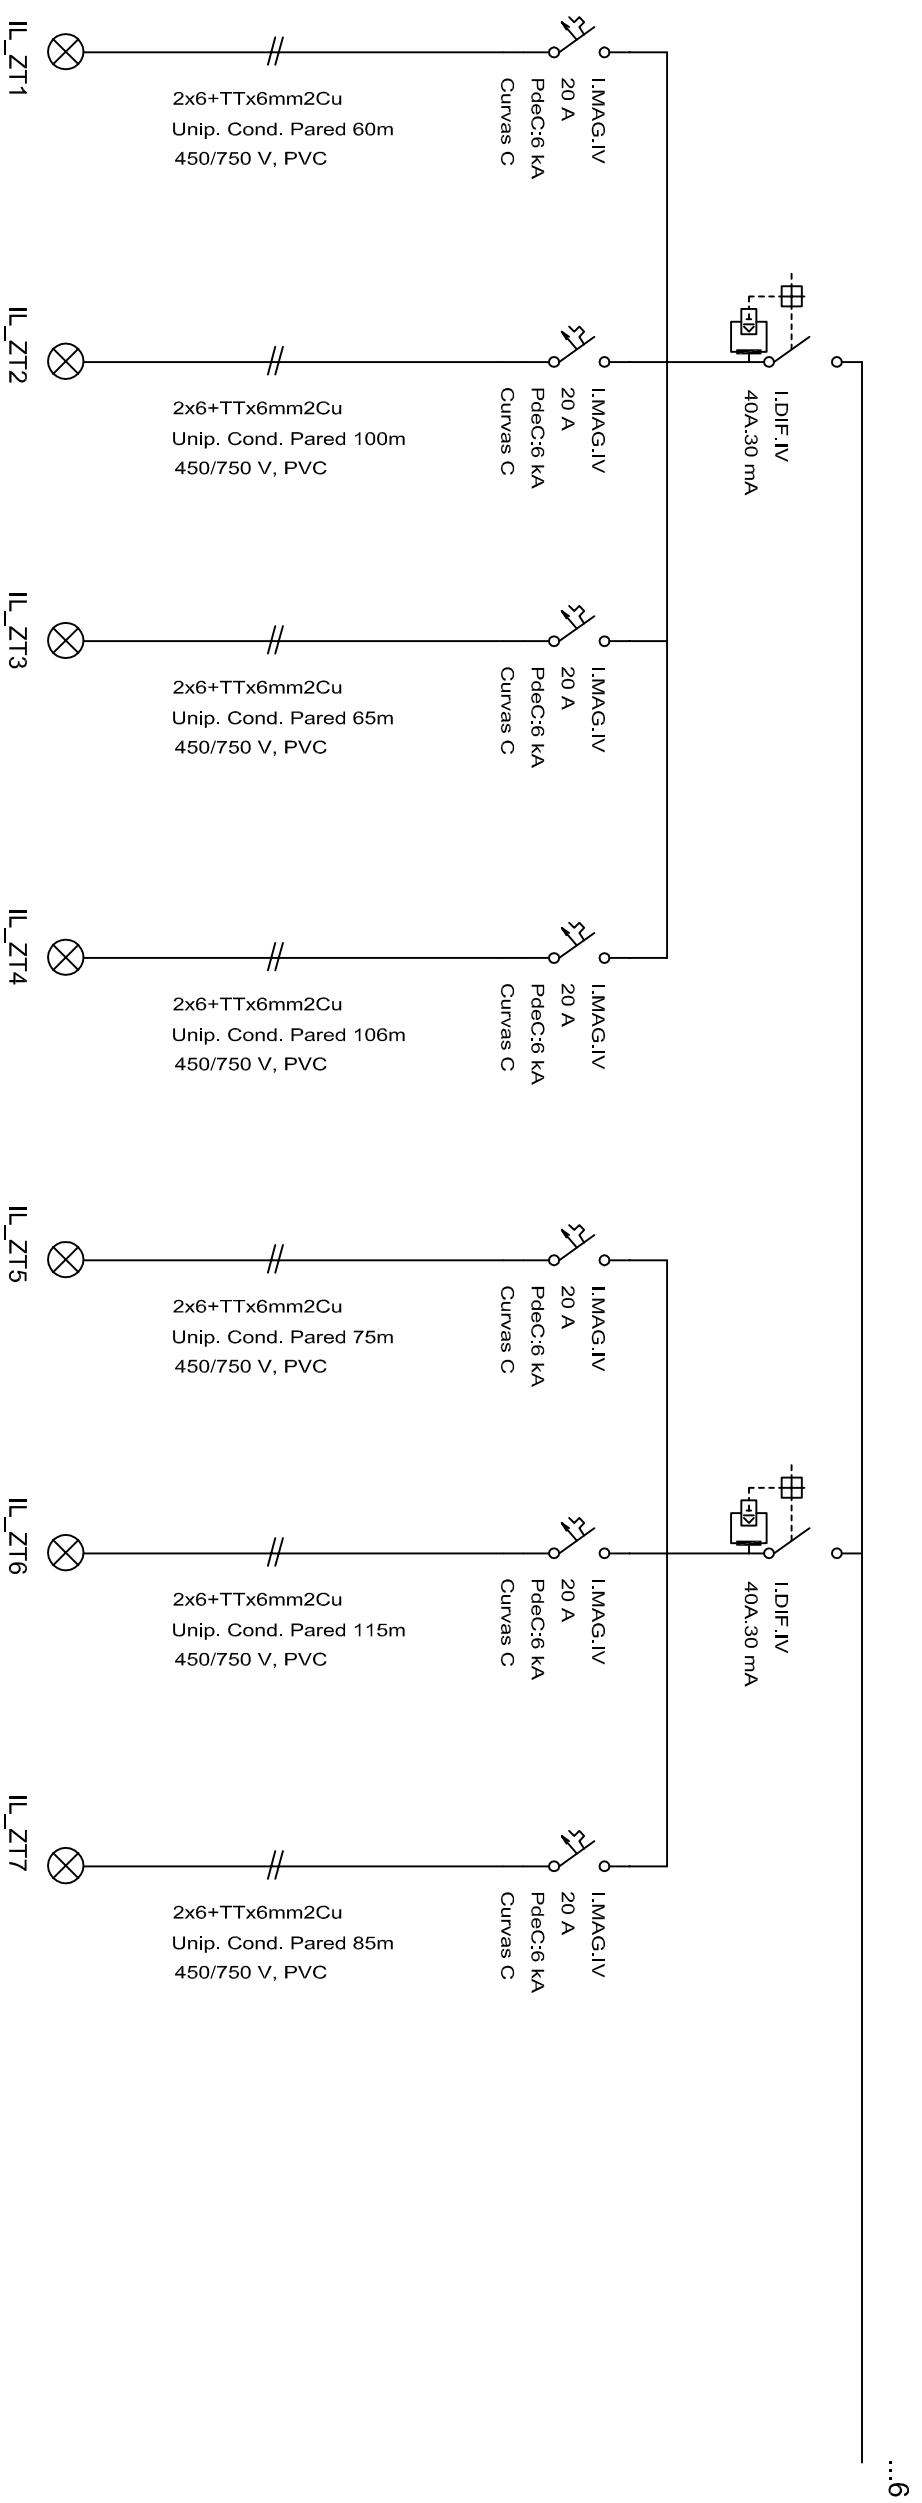 IL_ZT1
2x6+TTx6mm2Cu
Unip. Cond. Pared 60m
450/750 V, PVC
I.MAG.IV
20 A
PdeC:6 kA
Curvas C
I.DIF.IV
40A.30 mA
IL_ZT2
2x6+TTx6mm2Cu
Unip. Cond. Pared 100m
450/750 V, PVC
I.MAG.IV
20 A
PdeC:6 kA
Curvas C
IL_ZT3
2x6+TTx6mm2Cu
Unip. Cond. Pared 65m
450/750 V, PVC
I.MAG.IV
20 A
PdeC:6 kA
Curvas C
IL_ZT4
2x6+TTx6mm2Cu
Unip. Cond. Pared 106m
450/750 V, PVC
I.MAG.IV
20 A
PdeC:6 kA
Curvas C
IL_ZT5
2x6+TTx6mm2Cu
Unip. Cond. Pared 75m
450/750 V, PVC
I.MAG.IV
20 A
PdeC:6 kA
Curvas C
I.DIF.IV
40A.30 mA
IL_ZT6
2x6+TTx6mm2Cu
Unip. Cond. Pared 115m
450/750 V, PVC
I.MAG.IV
20 A
PdeC:6 kA
Curvas C
IL_ZT7
2x6+TTx6mm2Cu
Unip. Cond. Pared 85m
450/750 V, PVC
I.MAG.IV
20 A
PdeC:6 kA
Curvas C
...6